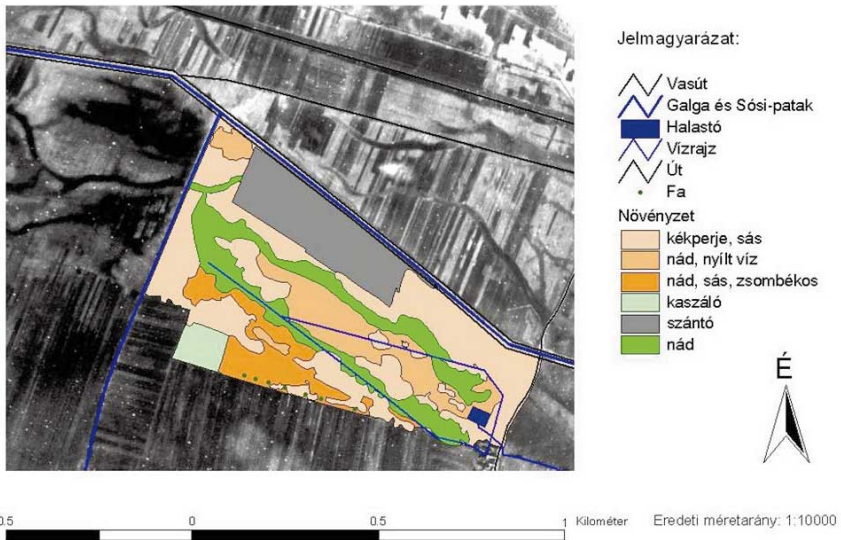 Jelmagyarázat:
Vasút
Galga és Sósi-patak
Halastó
Vízrajz
Út
Fa
Növényzet
kékperje, sás
nád, nyílt víz
nád, sás, zsombékos
kaszáló
szántó
nád
É
0.5 0 0.5 1 Kilométer Eredeti méretarány: 1:10000